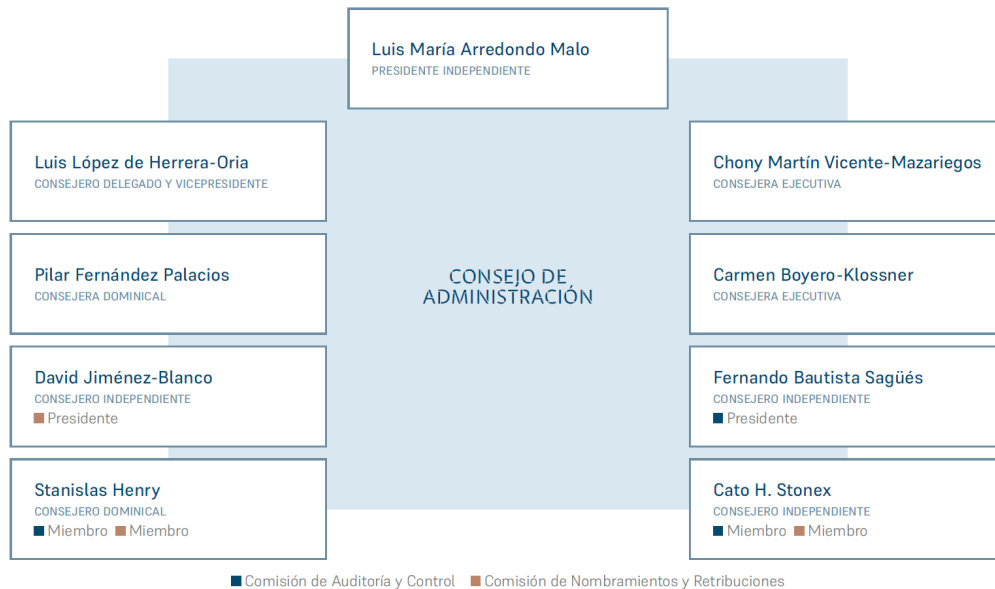 Luis María Arredondo Malo
PRESIDENTE INDEPENDIENTE
Luis López de Herrera-Oria
CONSEJERO DELEGADO Y VICEPRESIDENTE
Chony Martín Vicente-Mazariegos
CONSEJERA EJECUTIVA
Pilar Fernández Palacios
CONSEJERA DOMINICAL
CONSEJO DE
ADMINISTRACIÓN
Carmen Boyero-Klossner
CONSEJERA EJECUTIVA
David Jiménez-Blanco
CONSEJERO INDEPENDIENTE
Presidente
Fernando Bautista Sagüés
CONSEJERO INDEPENDIENTE
Presidente
Stanislas Henry
CONSEJERO DOMINICAL
Miembro Miembro
Cato H. Stonex
CONSEJERO INDEPENDIENTE
Miembro Miembro
Comisión de Auditoría y Control Comisión de Nombramientos y Retribuciones